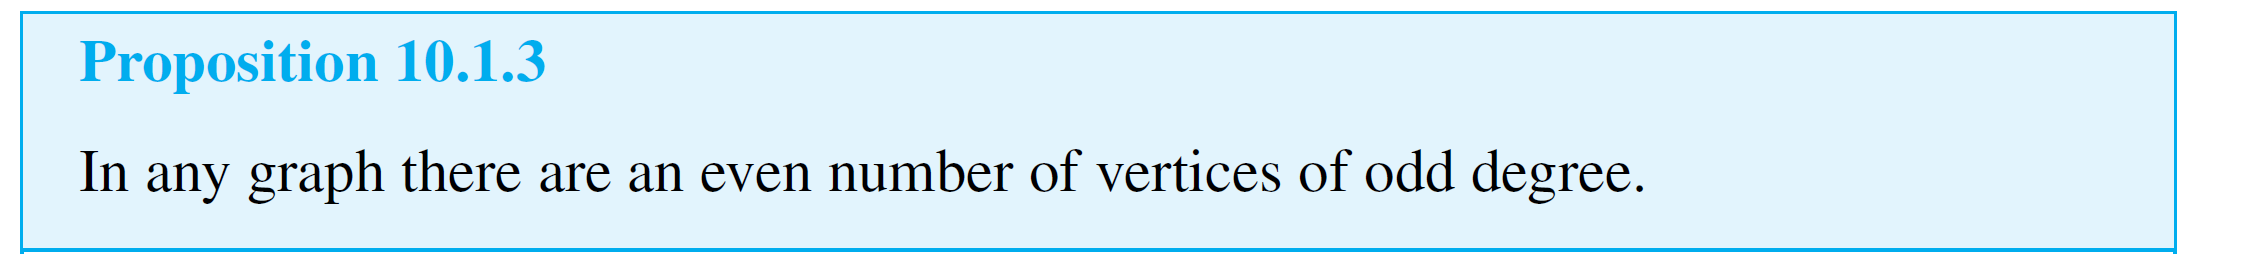 Proposition 10.1.3
In any graph there are an even number of vertices of odd degree.